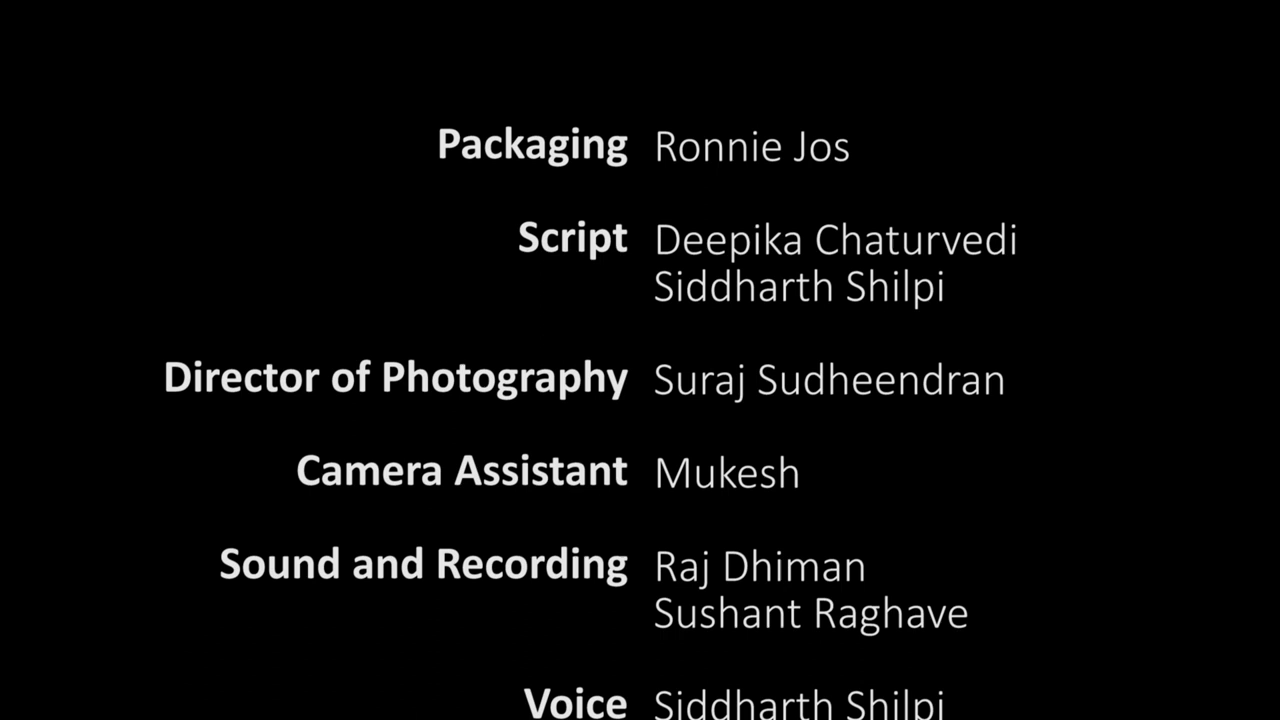 Packaging Ronnie Jos
Script Deepika Chaturvedi
Siddharth Shilpi
Director of Photography Suraj Sudheendran
Camera Assistant Mukesh
Sound and Recording Raj Dhiman
Sushant Raghave
Voice Siddharth Shilpi